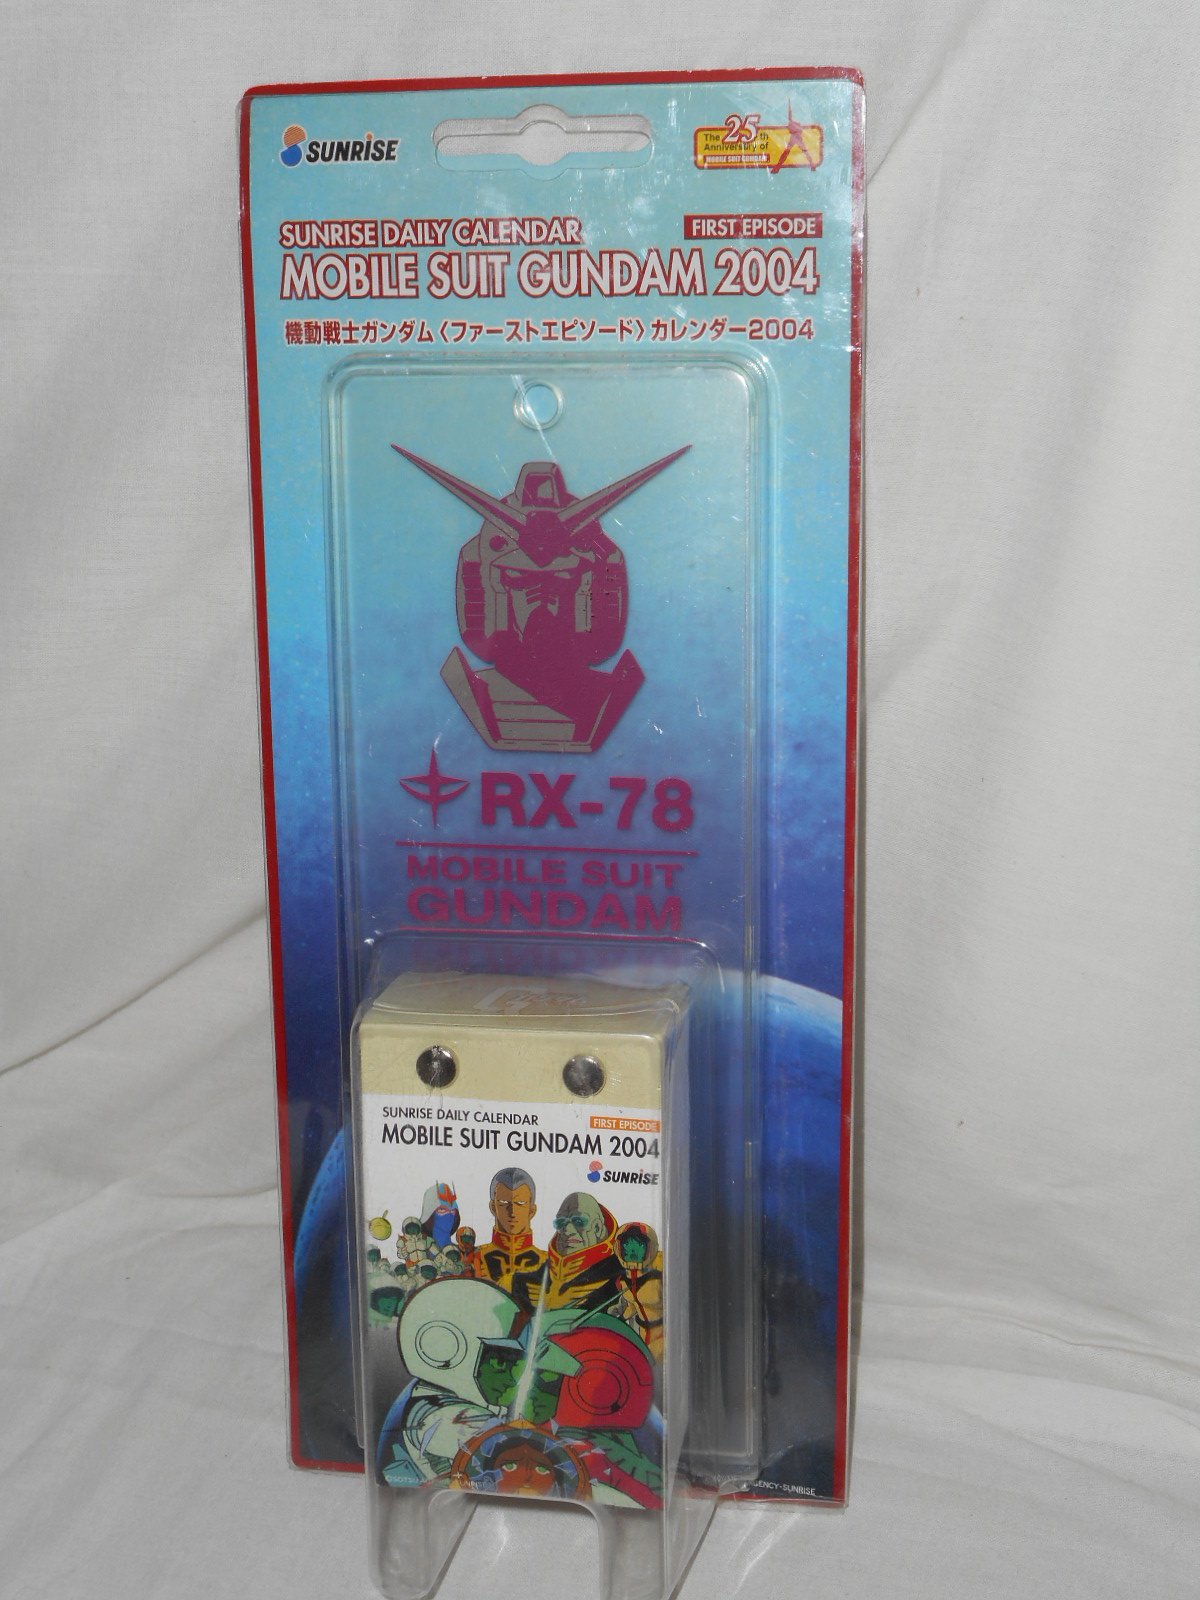 SUNRISE
The 25th
Anniversary of
MOBILE SUIT GUNDAM
SUNRISE DAILY CALENDAR
FIRST EPISODE
MOBILE SUIT GUNDAM 2004
機動戦士ガンダム〈ファーストエピソード〉カレンダー2004
RX-78
MOBILE SUIT
GUNDAM
SUNRISE DAILY CALENDAR
FIRST EPISODE
MOBILE SUIT GUNDAM 2004
SUNRISE
GENCY-SUNRISE